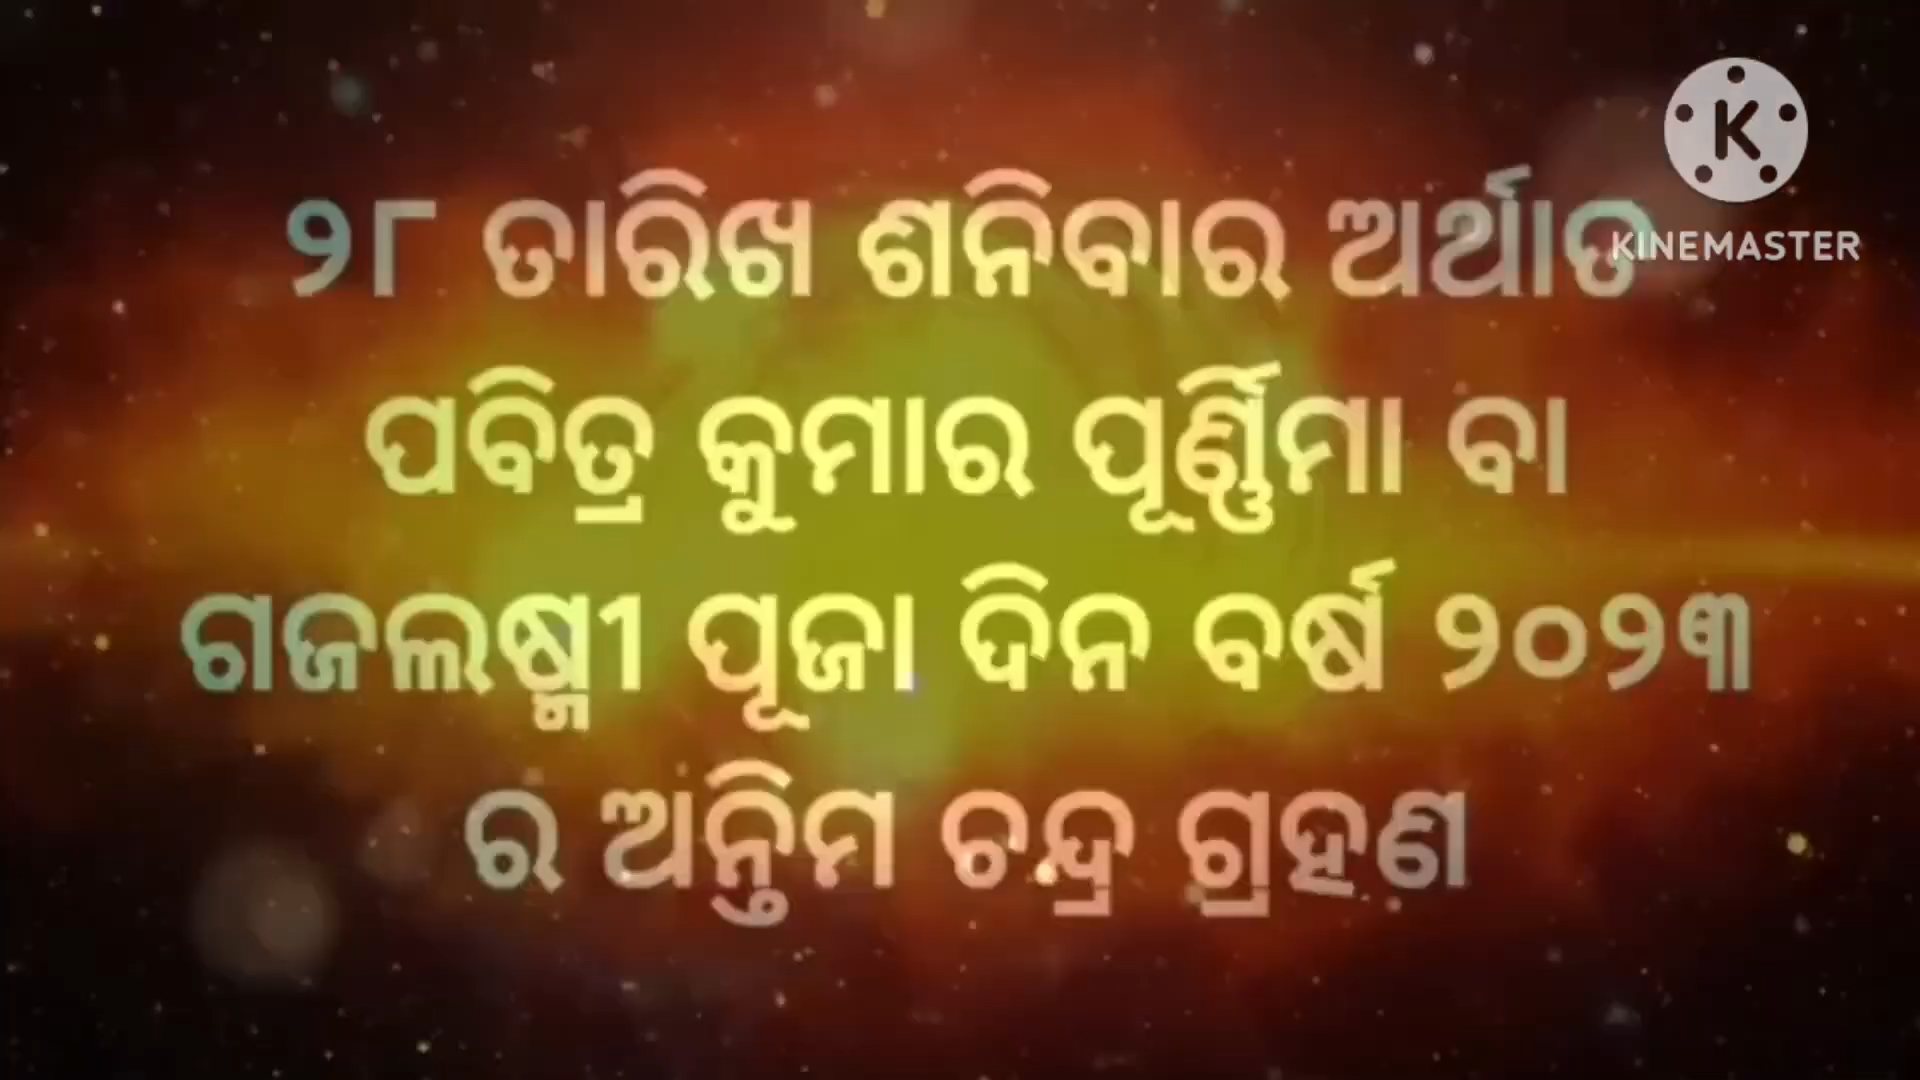 KINEMASTER
୨୮ ତାରିଖ ଶନିବାର ଅର୍ଥାତ
ପବିତ୍ର କୁମାର ପୂର୍ଣ୍ଣିମା ବା
ଗଜଲକ୍ଷ୍ମୀ ପୂଜା ଦିନ ବର୍ଷ ୨୦୨୩
ର ଅନ୍ତିମ ଚନ୍ଦ୍ର ଗ୍ରହଣ